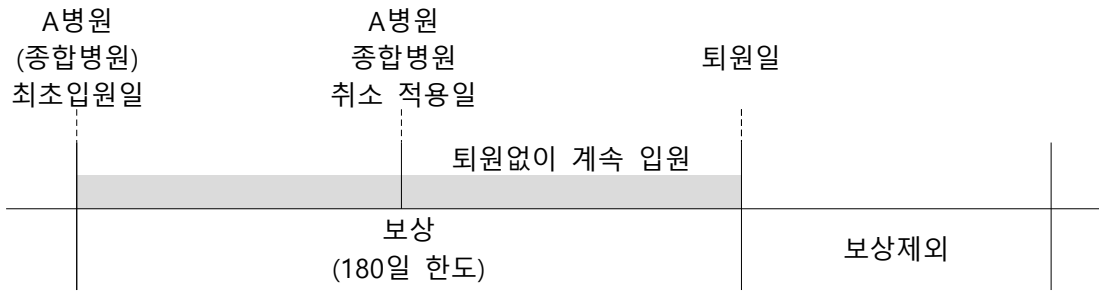 A병원
(종합병원)
최초입원일
A병원
종합병원
취소 적용일
퇴원일
퇴원없이 계속 입원
보상
(180일 한도)
보상제외